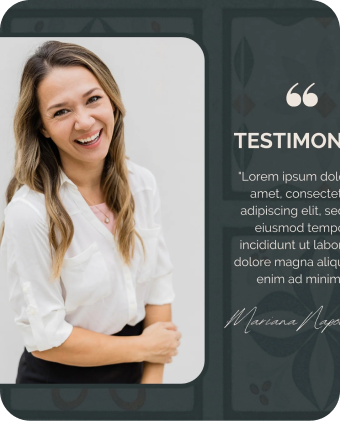 “
TESTIMON
"Lorem ipsum dolo
amet, consectet
adipiscing elit, sed
eiusmod tempo
incididunt ut labor
dolore magna aliqu
enim ad minim
Mariana Napo